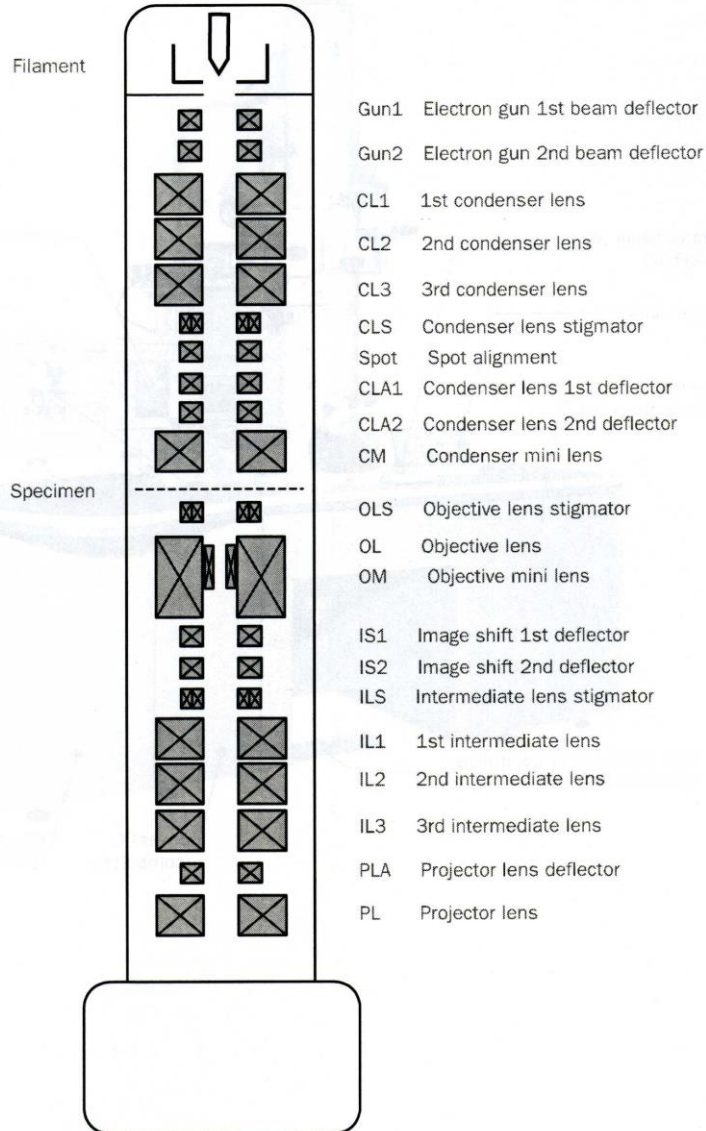 Filament
Gun1 Electron gun 1st beam deflector
Gun2 Electron gun 2nd beam deflector
CL1 1st condenser lens
CL2 2nd condenser lens
CL3 3rd condenser lens
CLS Condenser lens stigmator
Spot Spot alignment
CLA1 Condenser lens 1st deflector
CLA2 Condenser lens 2nd deflector
CM Condenser mini lens
Specimen
OLS Objective lens stigmator
OL Objective lens
OM Objective mini lens
IS1 Image shift 1st deflector
IS2 Image shift 2nd deflector
ILS Intermediate lens stigmator
IL1 1st intermediate lens
IL2 2nd intermediate lens
IL3 3rd intermediate lens
PLA Projector lens deflector
PL Projector lens